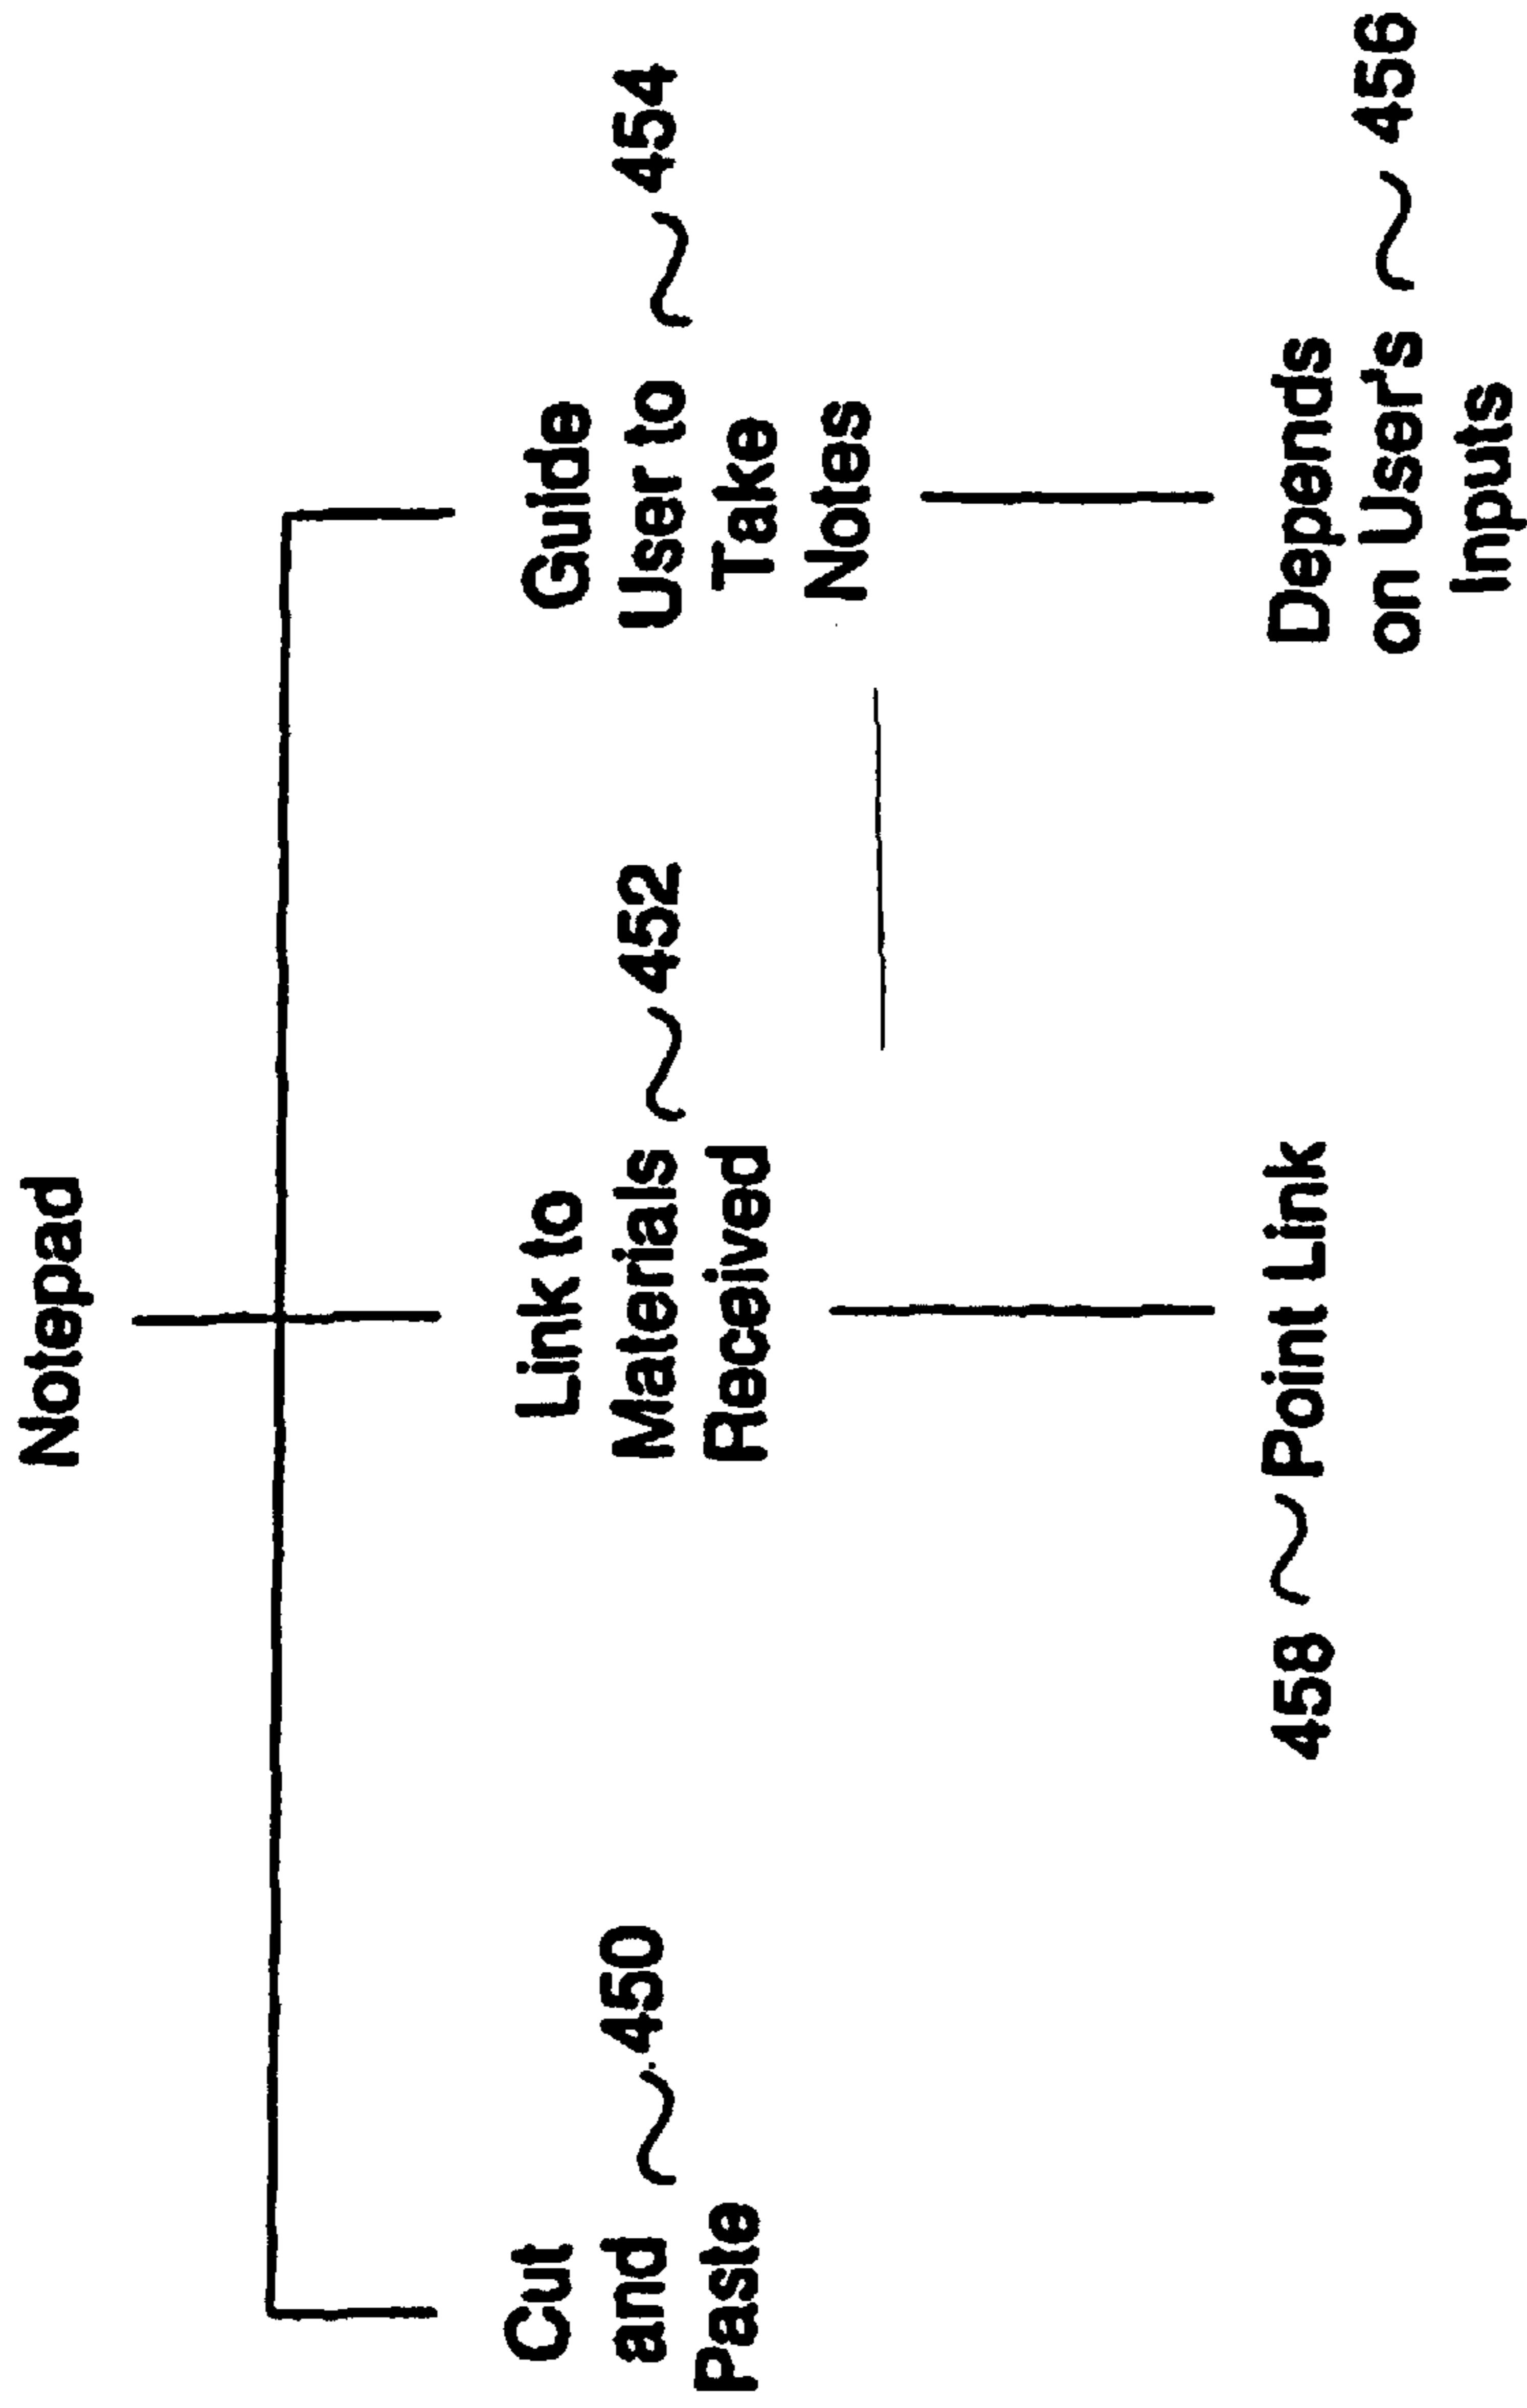 Notepad
Cut
and 450
Paste
Link to
Materials 452
Received
Guide
User to 454
Take
Notes
458 Point Link
Depends
on User's 456
Inputs